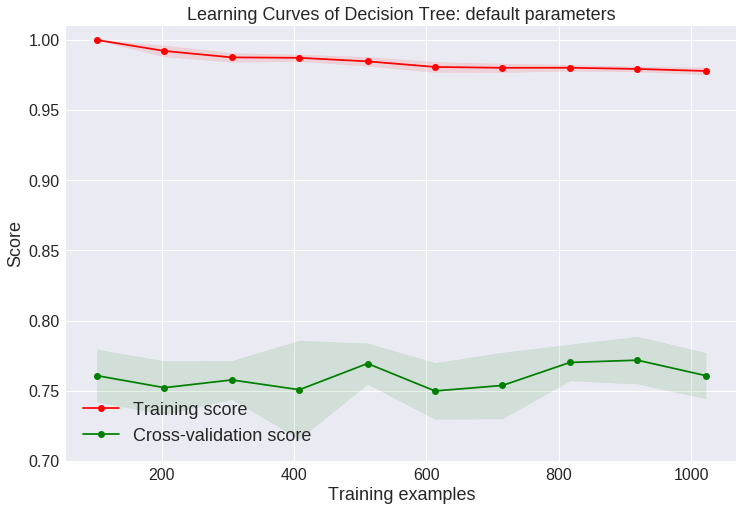 Learning Curves of Decision Tree: default parameters
1.00
0.95
0.90
0.85
0.80
0.75
0.70
Score
Training score
Cross-validation score
200 400 600 800 1000
Training examples